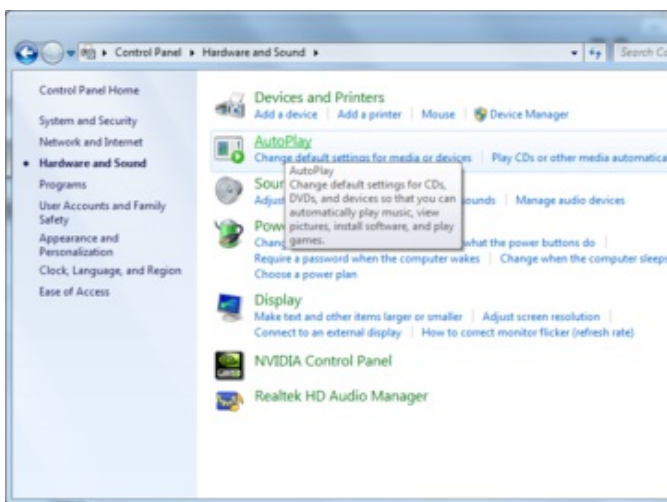 Control Panel ▸ Hardware and Sound ▸
Search Co
Control Panel Home
System and Security
Network and Internet
Hardware and Sound
Programs
User Accounts and Family
Safety
Appearance and
Personalization
Clock, Language, and Region
Ease of Access
Devices and Printers
Add a device | Add a printer | Mouse | Device Manager
AutoPlay
Change default settings for media or devices | Play CDs or other media automatica
AutoPlay
Change default settings for CDs,
DVDs, and devices so that you can
automatically play music, view
pictures, install software, and play
games.
Soun
Adjus ounds | Manage audio devices
Pow
Chang what the power buttons do |
Require a password when the computer wakes | Change when the computer sleeps
Choose a power plan
Display
Make text and other items larger or smaller | Adjust screen resolution |
Connect to an external display | How to correct monitor flicker (refresh rate)
NVIDIA Control Panel
Realtek HD Audio Manager